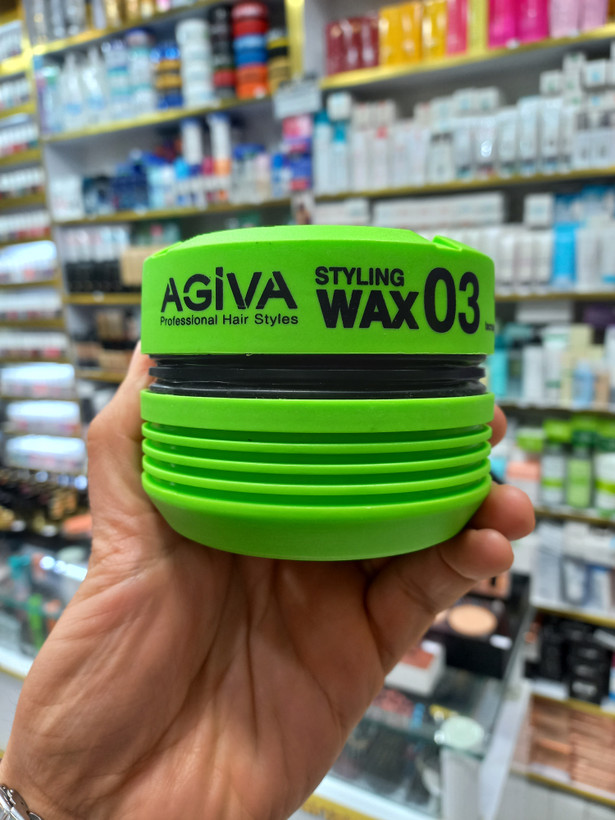 AGiVA
Professional Hair Styles
STYLING
WAX 03